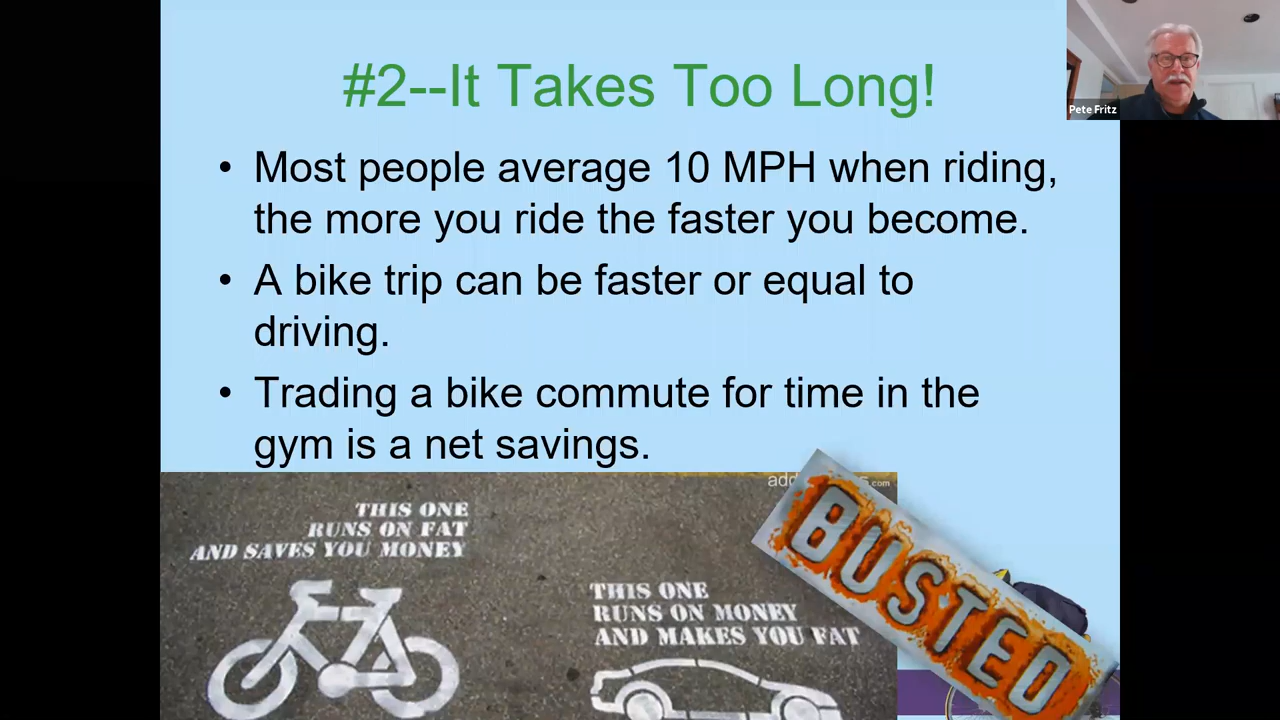 #2--It Takes Too Long!
Pete Fritz
• Most people average 10 MPH when riding,
the more you ride the faster you become.
• A bike trip can be faster or equal to
driving.
• Trading a bike commute for time in the
gym is a net savings.
THIS ONE
RUNS ON FAT
AND SAVES YOU MONEY
THIS ONE
RUNS ON MONEY
AND MAKES YOU FAT
BUSTED